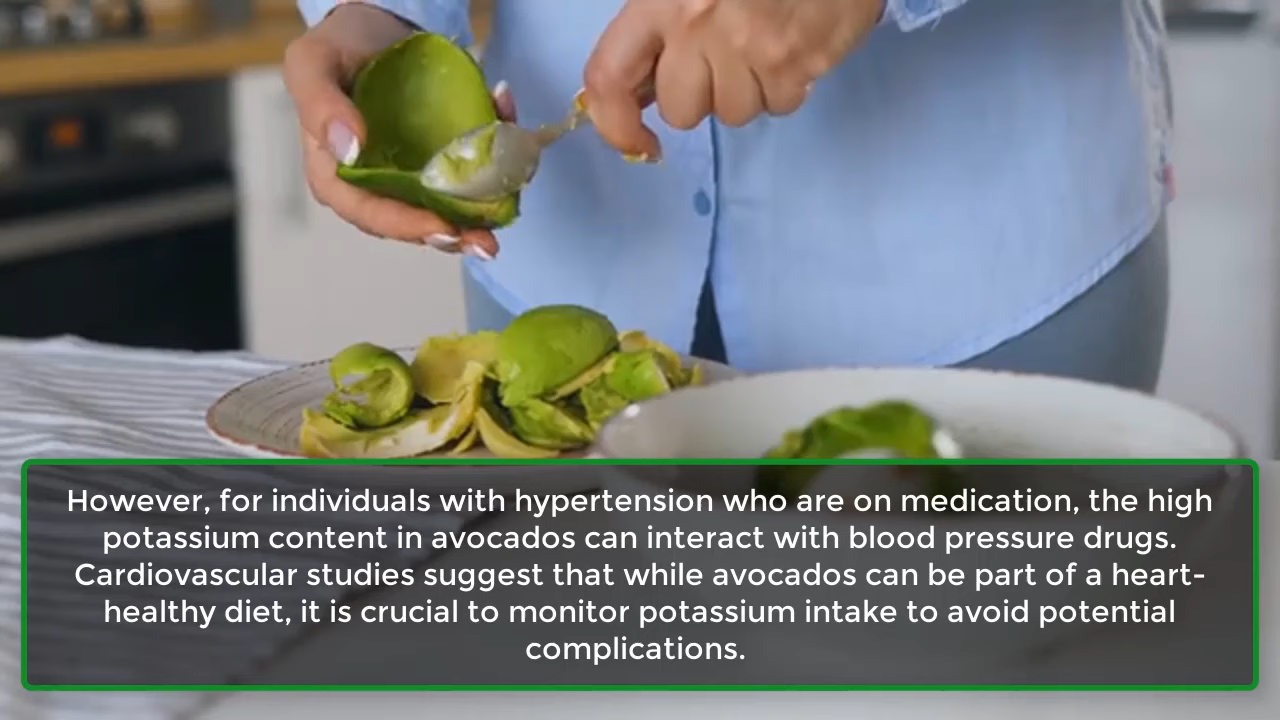 However, for individuals with hypertension who are on medication, the high
potassium content in avocados can interact with blood pressure drugs.
Cardiovascular studies suggest that while avocados can be part of a heart-
healthy diet, it is crucial to monitor potassium intake to avoid potential
complications.